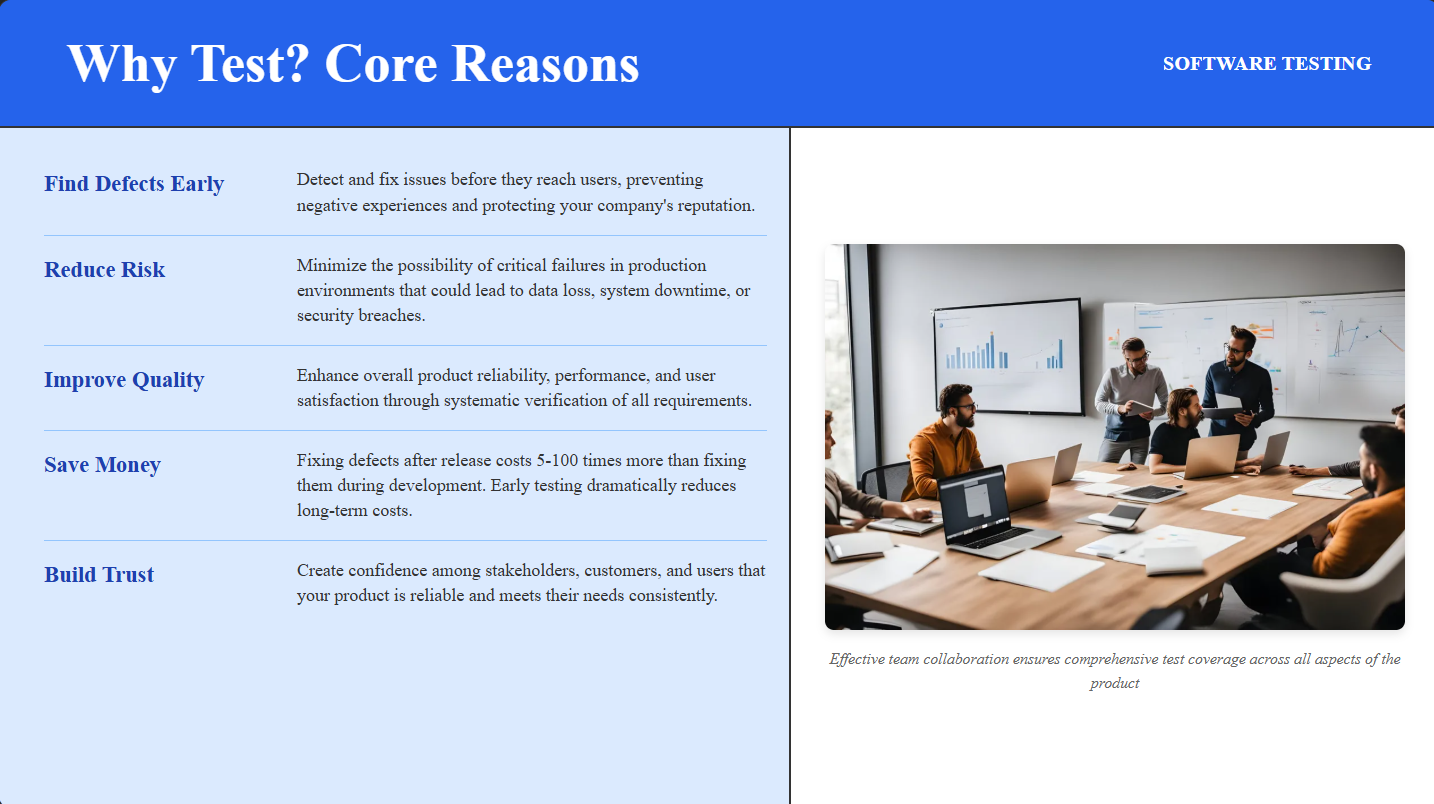 Why Test? Core Reasons
SOFTWARE TESTING
Find Defects Early
Detect and fix issues before they reach users, preventing
negative experiences and protecting your company's reputation.
Reduce Risk
Minimize the possibility of critical failures in production
environments that could lead to data loss, system downtime, or
security breaches.
Improve Quality
Enhance overall product reliability, performance, and user
satisfaction through systematic verification of all requirements.
Save Money
Fixing defects after release costs 5-100 times more than fixing
them during development. Early testing dramatically reduces
long-term costs.
Build Trust
Create confidence among stakeholders, customers, and users that
your product is reliable and meets their needs consistently.
Effective team collaboration ensures comprehensive test coverage across all aspects of the
product